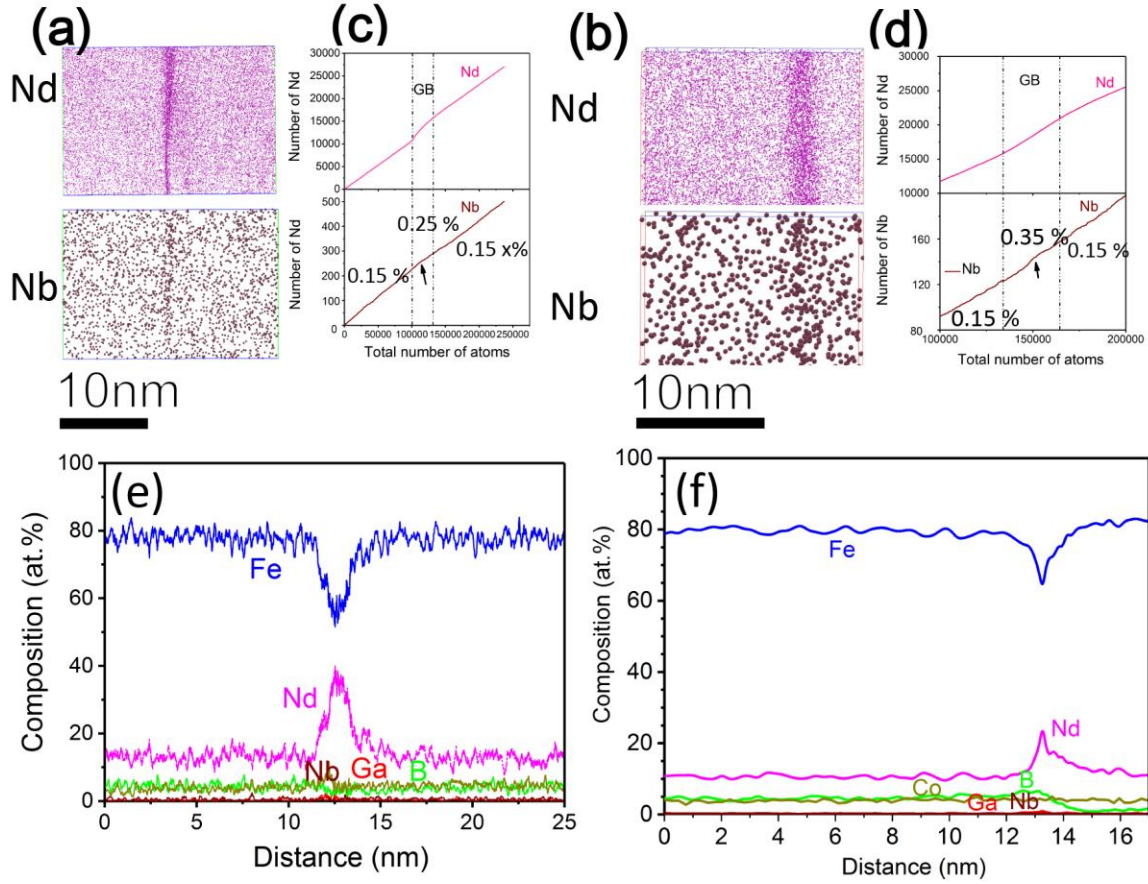 (a)
(c)
(b)
(d)
Nd
Nb
10nm
30000
25000
20000
15000
10000
5000
0
Number of Nd
GB
Nd
500
400
300
200
100
0
Number of Nd
Nb
0.25 %
0.15 %
0.15 x%
0 50000 100000 150000 200000 250000
Total number of atoms
Nd
Nb
10nm
25000
20000
15000
10000
Number of Nd
GB
Nd
160
120
80
Number of Nb
0.35 %
0.15 %
Nb
0.15 %
100000 150000 200000
Total number of atoms
(e)
100
80
60
40
20
0
Composition (at.%)
Fe
Nd
Nb Ga B
0 5 10 15 20 25
Distance (nm)
(f)
100
80
60
40
20
0
Composition (at.%)
Fe
Nd
B
Co
Ga Nb
0 2 4 6 8 10 12 14 16
Distance (nm)